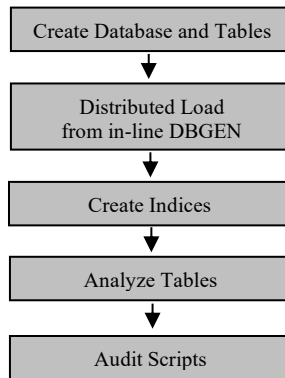 Create Database and Tables
Distributed Load
from in-line DBGEN
Create Indices
Analyze Tables
Audit Scripts